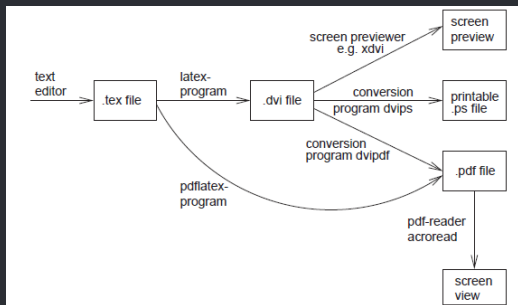 screen
preview
screen previewer
e.g. xdvi
text
editor
latex-
program
.tex file
.dvi file
conversion
program dvips
printable
.ps file
conversion
program dvipdf
.pdf file
pdflatex-
program
pdf-reader
acroread
screen
view